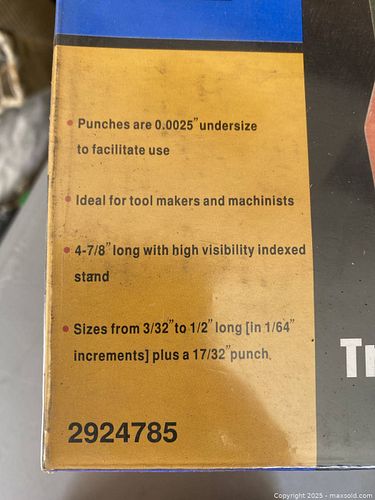 • Punches are 0.0025" undersize
to facilitate use
• Ideal for tool makers and machinists
• 4-7/8" long with high visibility indexed
stand
• Sizes from 3/32" to 1/2" long [in 1/64"
increments] plus a 17/32" punch.
Tr
2924785
Copyright 2025 - maxsold.com